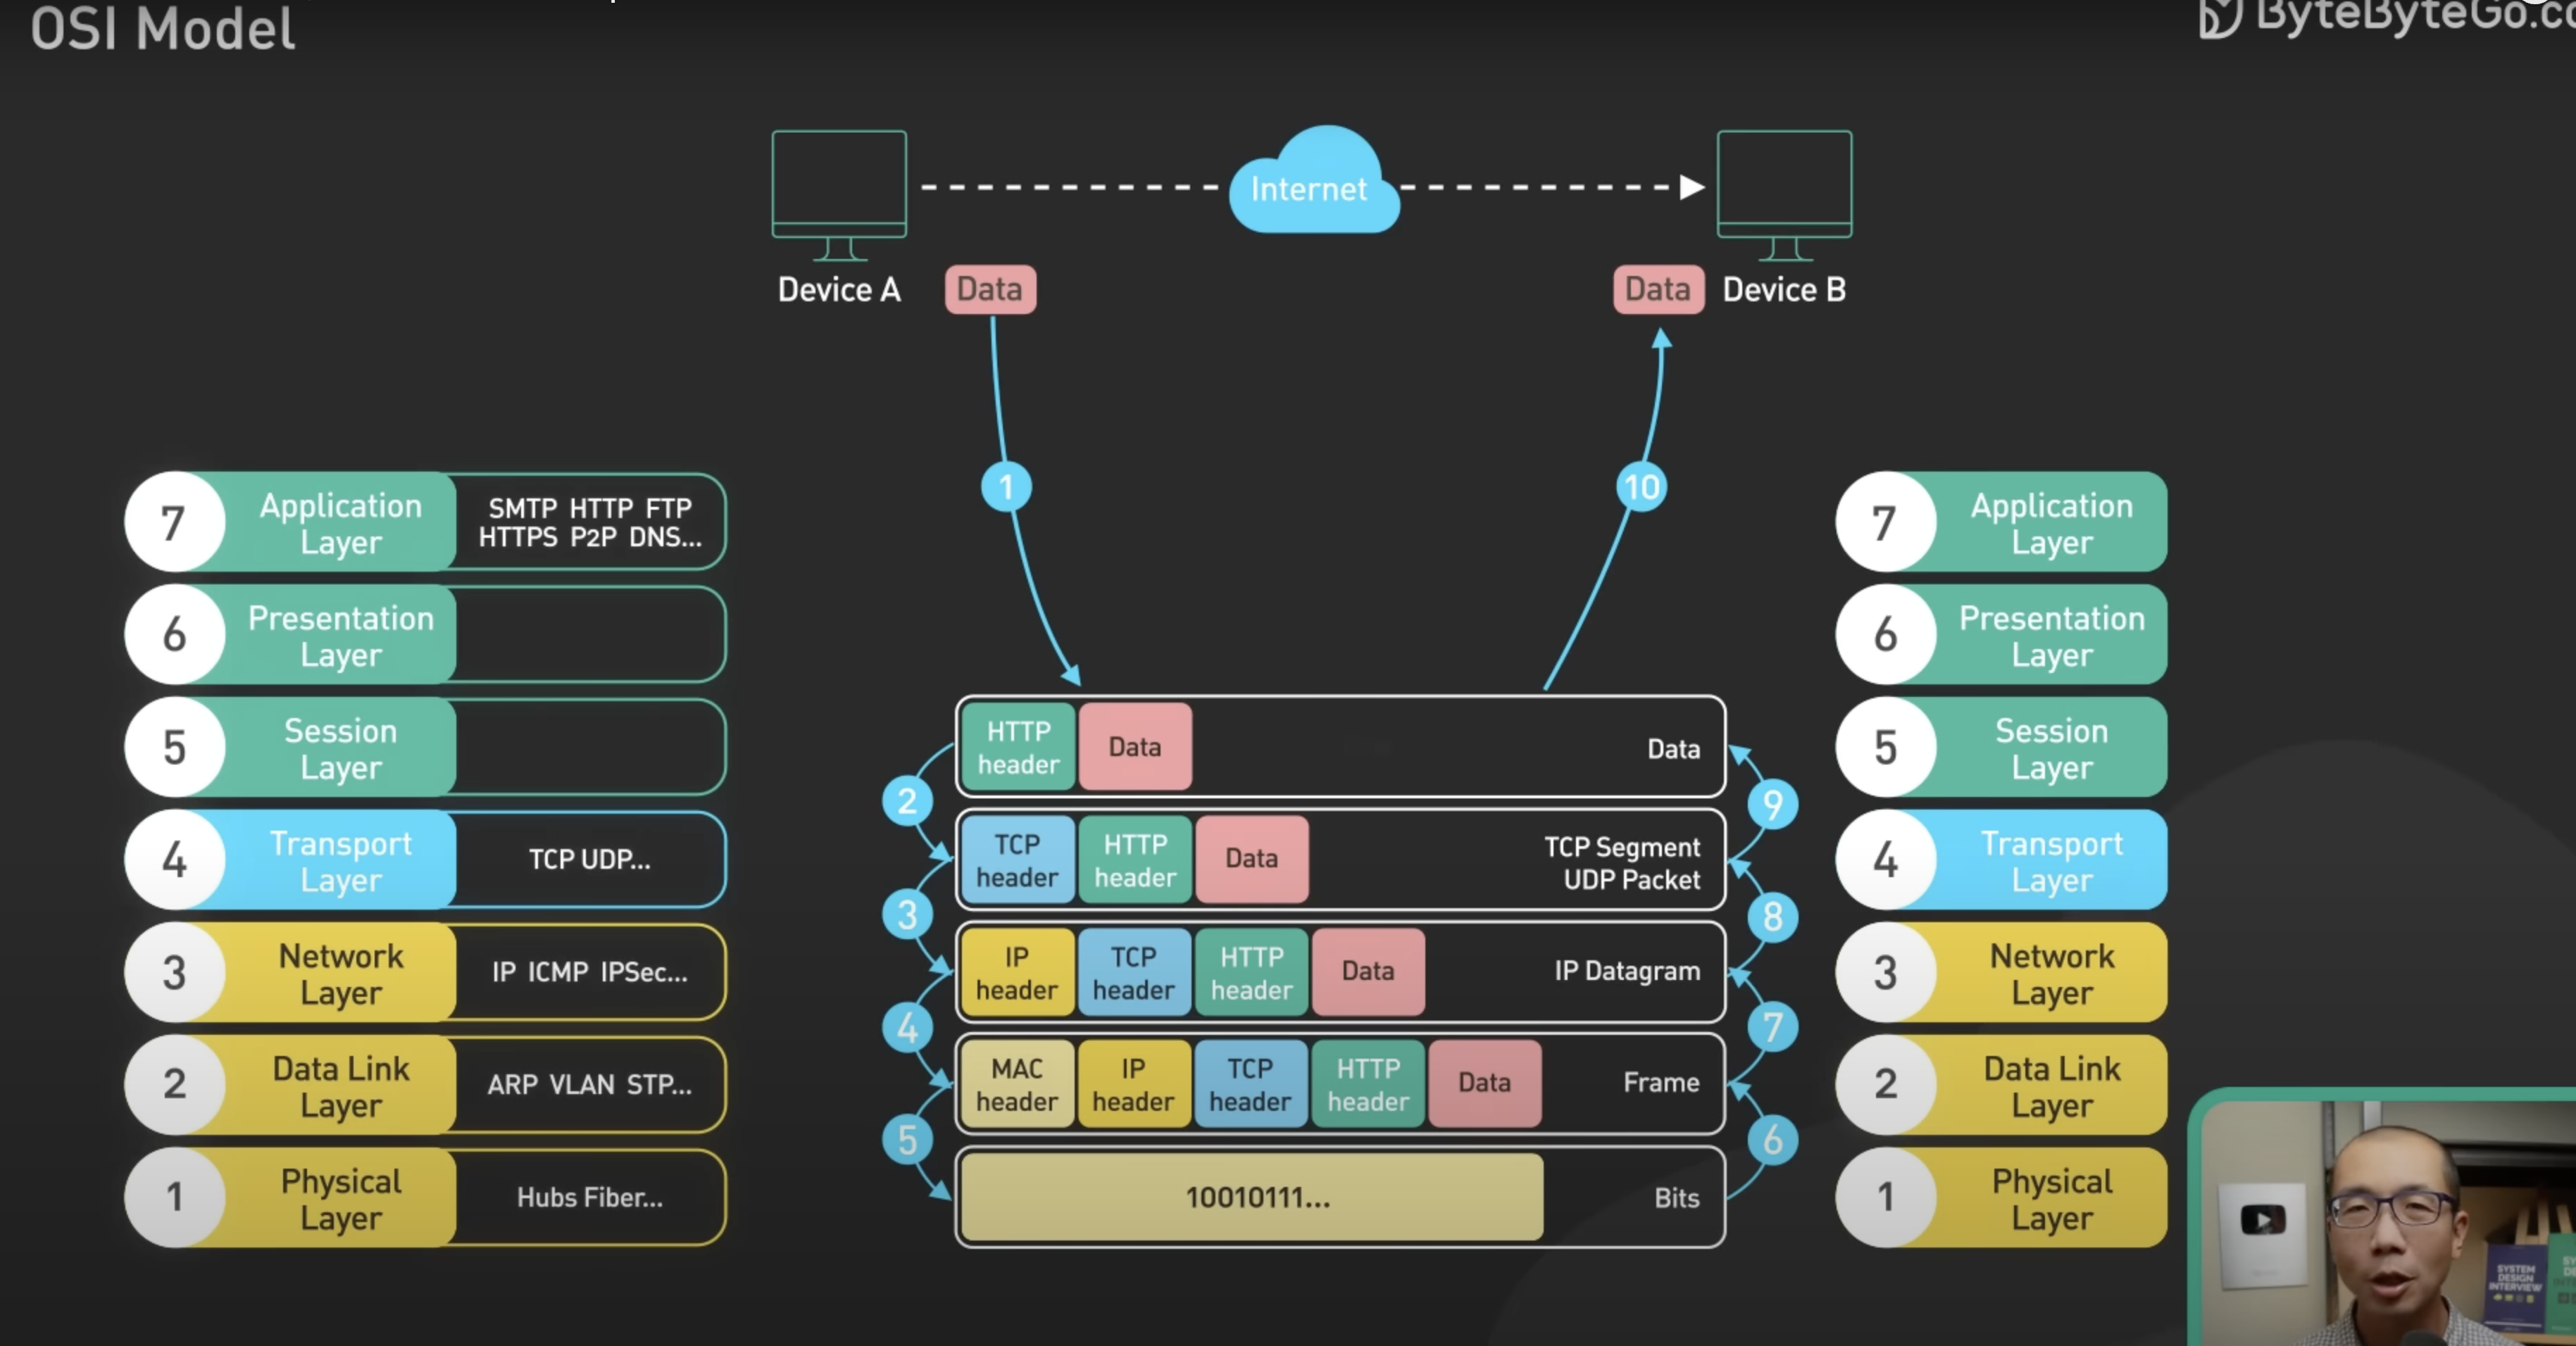 OSI Model
ByteByteGo.co
Internet
Device A
Data
Data
Device B
1
10
7
Application
Layer
SMTP HTTP FTP
HTTPS P2P DNS...
6
Presentation
Layer
5
Session
Layer
4
Transport
Layer
TCP UDP...
3
Network
Layer
IP ICMP IPSec...
2
Data Link
Layer
ARP VLAN STP...
1
Physical
Layer
Hubs Fiber...
HTTP
header
Data
Data
2
9
TCP
header
HTTP
header
Data
TCP Segment
UDP Packet
3
8
IP
header
TCP
header
HTTP
header
Data
IP Datagram
4
7
MAC
header
IP
header
TCP
header
HTTP
header
Data
Frame
5
6
10010111...
Bits
7
Application
Layer
6
Presentation
Layer
5
Session
Layer
4
Transport
Layer
3
Network
Layer
2
Data Link
Layer
1
Physical
Layer
SYSTEM
DESIGN
INTERVIEW